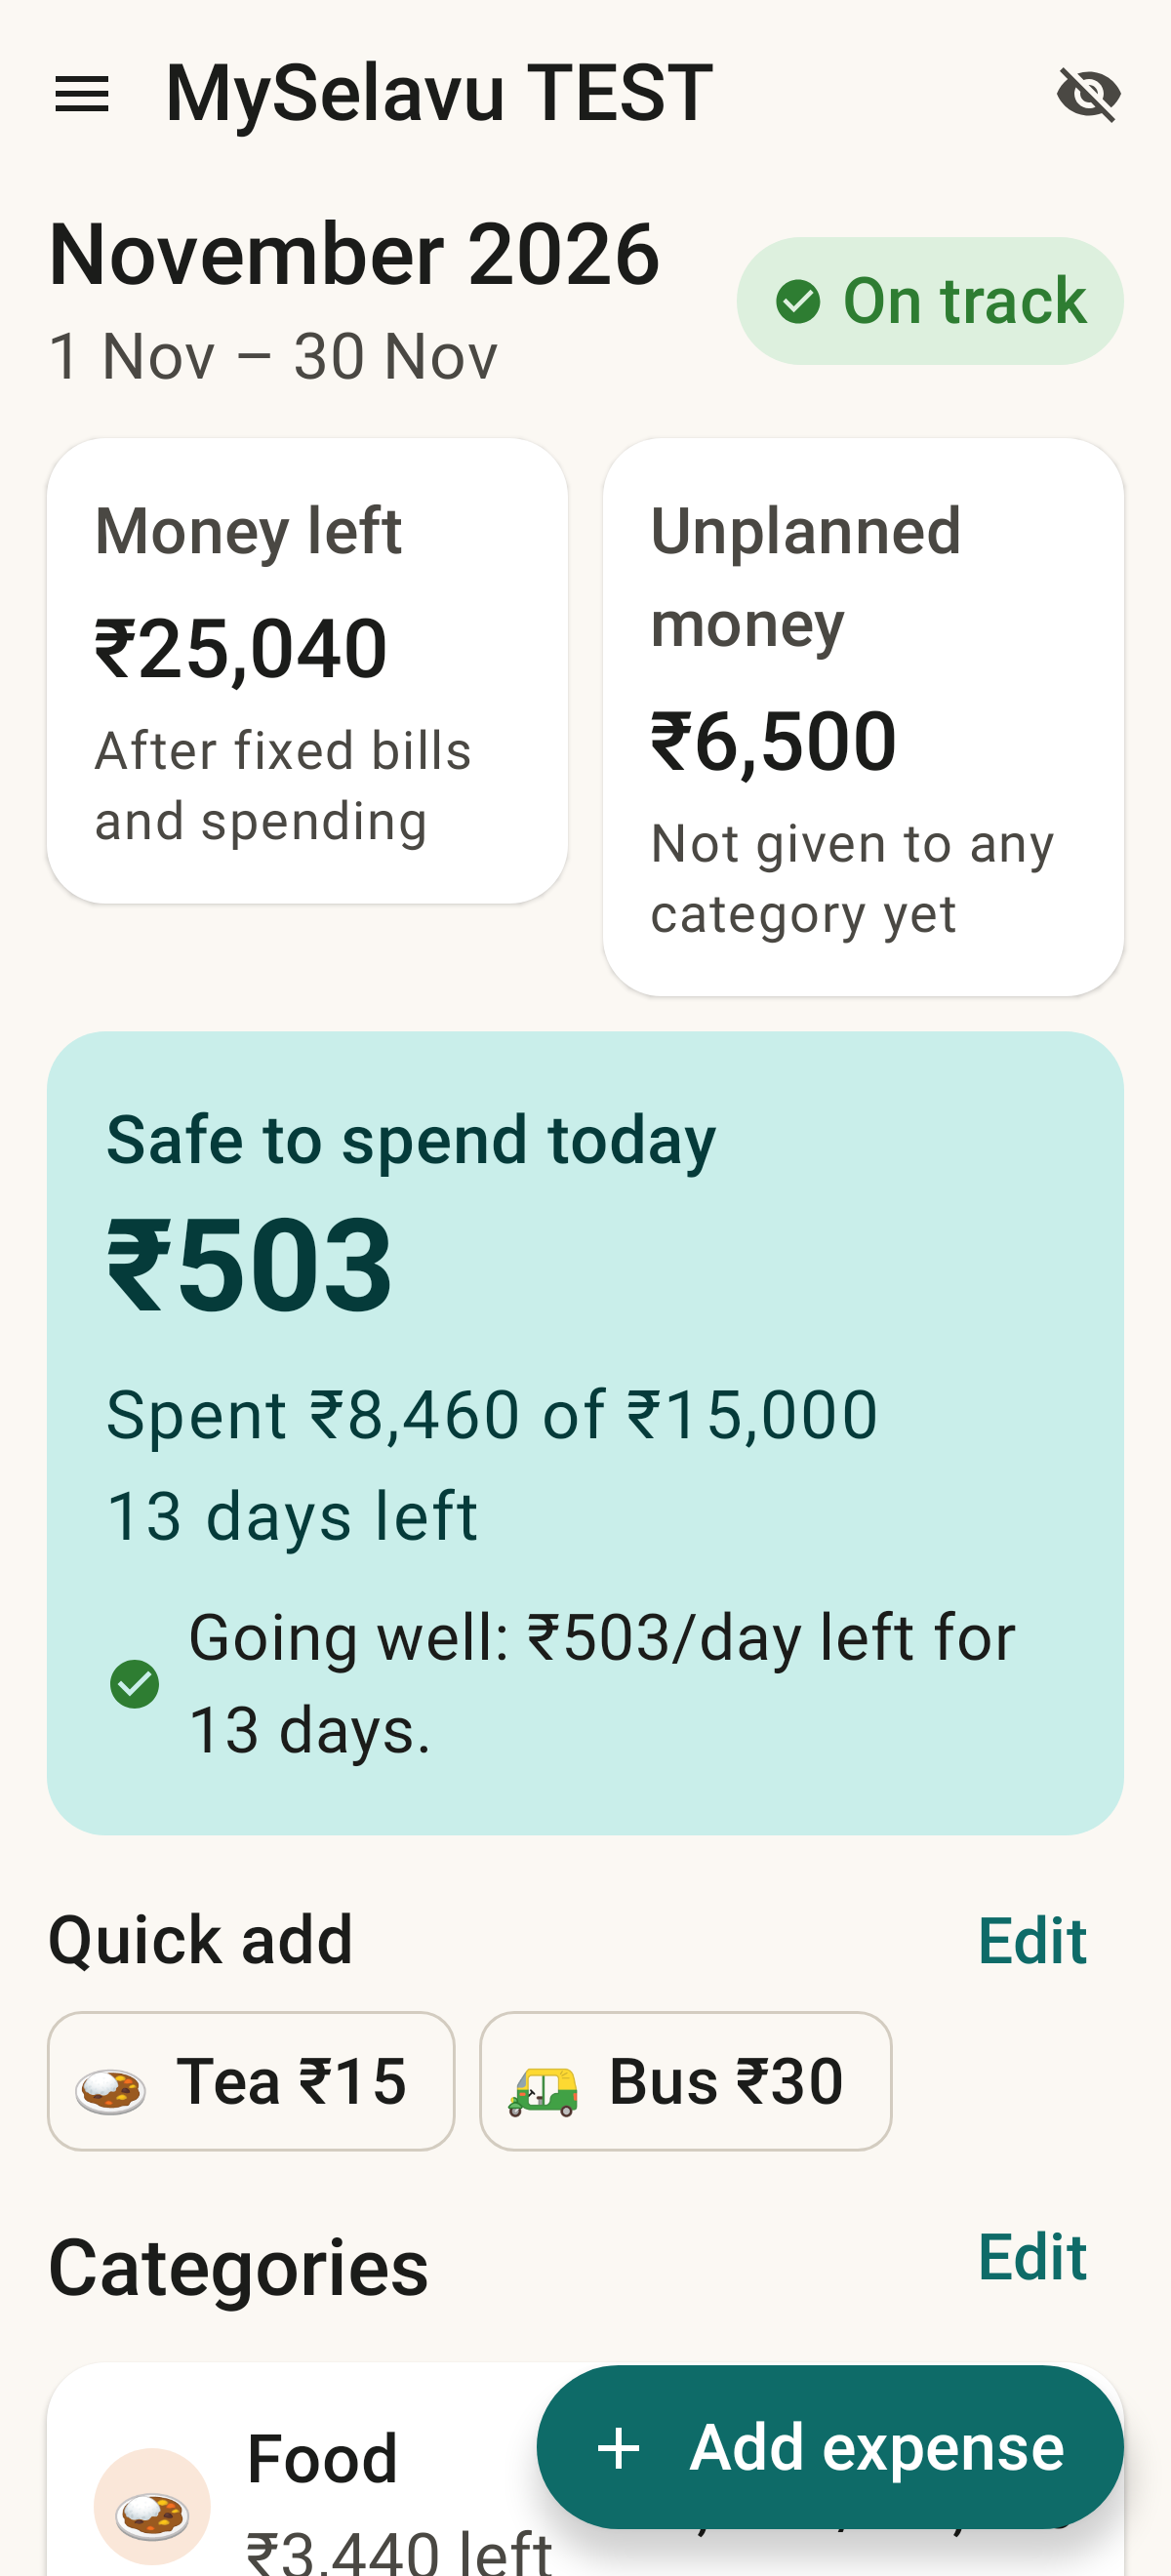 MySelavu TEST
November 2026
On track
1 Nov – 30 Nov
Money left
₹25,040
After fixed bills
and spending
Unplanned
money
₹6,500
Not given to any
category yet
Safe to spend today
₹503
Spent ₹8,460 of ₹15,000
13 days left
Going well: ₹503/day left for
13 days.
Quick add
Edit
Tea ₹15
Bus ₹30
Categories
Edit
Food
Add expense
₹3,440 left